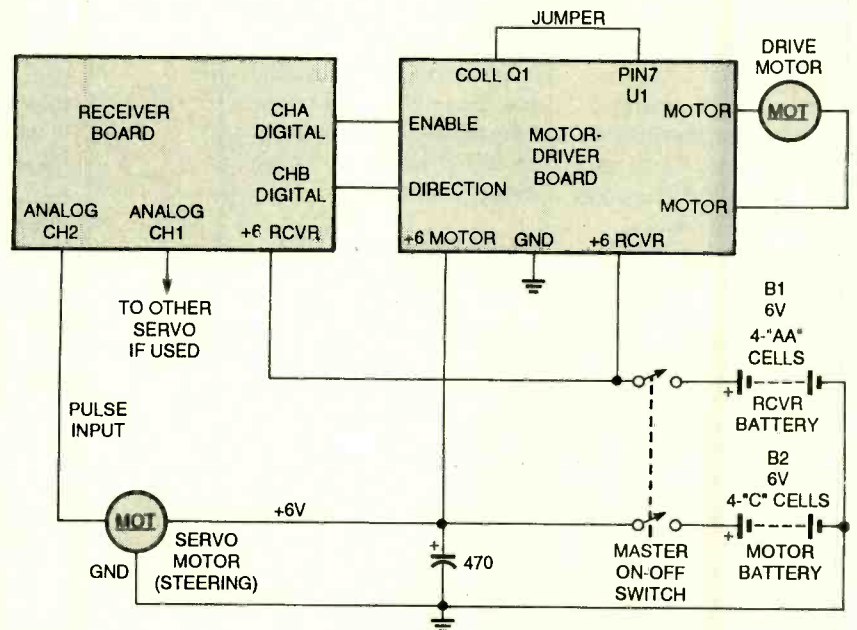 JUMPER
COLL Q1
PIN7
U1
DRIVE
MOTOR
RECEIVER
BOARD
CHA
DIGITAL
ENABLE
MOTOR-
DRIVER
BOARD
MOTOR
MOT
CHB
DIGITAL
DIRECTION
MOTOR
ANALOG
CH2
ANALOG
CH1
+6 RCVR
+6 MOTOR
GND
+6 RCVR
TO OTHER
SERVO
IF USED
B1
6V
4-"AA"
CELLS
+
RCVR
BATTERY
PULSE
INPUT
B2
6V
4-"C" CELLS
+
MOTOR
BATTERY
MOT
+6V
SERVO
MOTOR
(STEERING)
GND
+
470
MASTER
ON-OFF
SWITCH